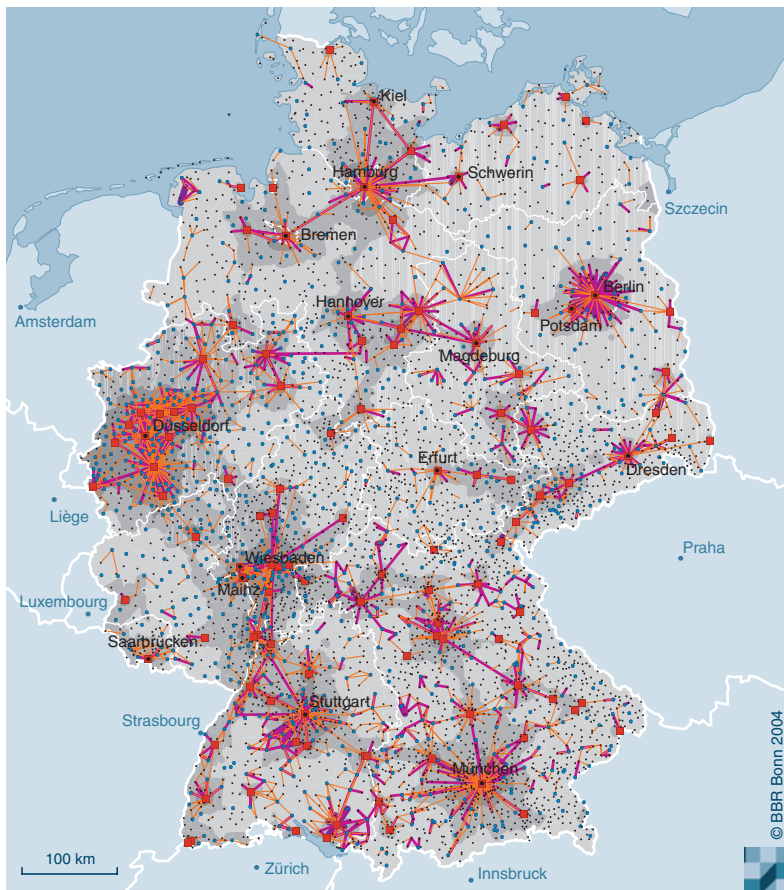 Kiel
Hamburg
Schwerin
Szczecin
Bremen
Amsterdam
Hannover
Berlin
Potsdam
Magdeburg
Düsseldorf
Erfurt
Dresden
Liège
Wiesbaden
Praha
Mainz
Luxembourg
Saarbrücken
Stuttgart
Strasbourg
München
100 km
Zürich
Innsbruck
© BBR Bonn 2004